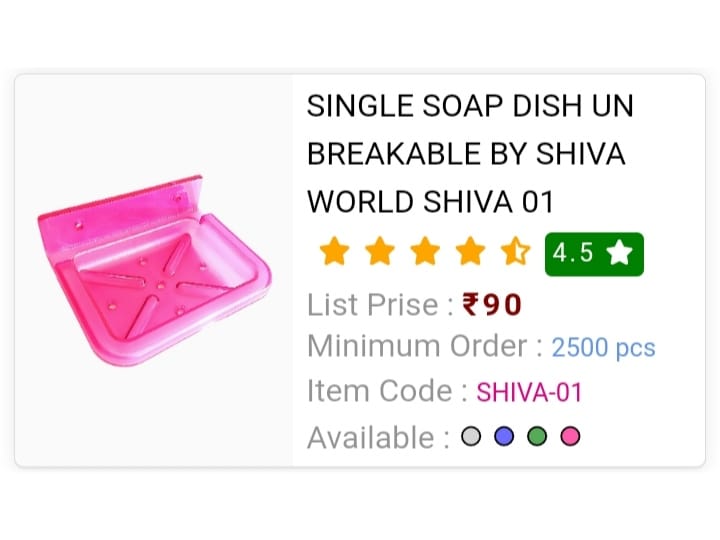 SINGLE SOAP DISH UN
BREAKABLE BY SHIVA
WORLD SHIVA 01
4.5
List Prise : ₹90
Minimum Order : 2500 pcs
Item Code : SHIVA-01
Available :